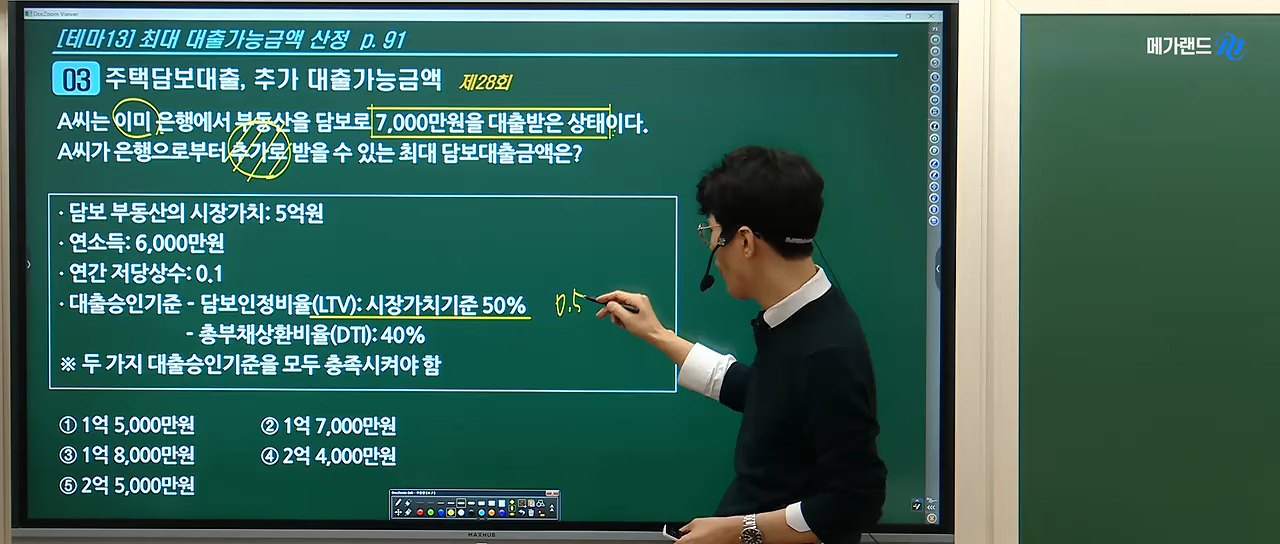 DocZoom Viewer
[테마13] 최대 대출가능금액 산정 p. 91
메가랜드
03 주택담보대출, 추가 대출가능금액 제28회
A씨는 이미 은행에서 부동산을 담보로 7,000만원을 대출받은 상태이다.
A씨가 은행으로부터 추가로 받을 수 있는 최대 담보대출금액은?
· 담보 부동산의 시장가치: 5억원
· 연소득: 6,000만원
· 연간 저당상수: 0.1
· 대출승인기준 - 담보인정비율(LTV): 시장가치기준 50% 0.5
- 총부채상환비율(DTI): 40%
※ 두 가지 대출승인기준을 모두 충족시켜야 함
① 1억 5,000만원 ② 1억 7,000만원
③ 1억 8,000만원 ④ 2억 4,000만원
⑤ 2억 5,000만원
MAXHUB